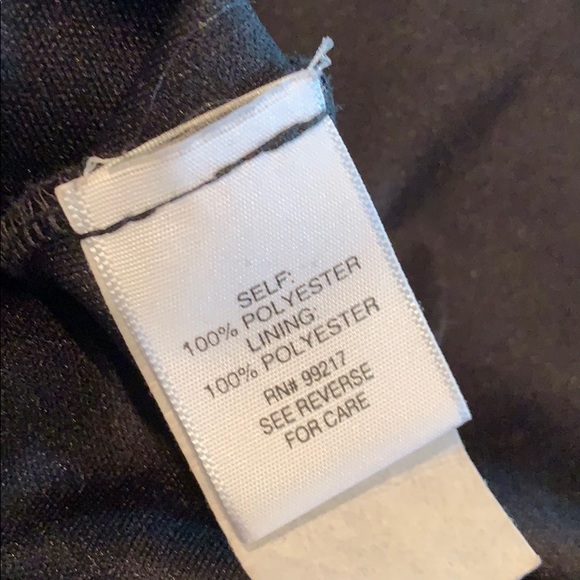 SELF:
100% POLYESTER
LINING:
100% POLYESTER
RN# 99217
SEE REVERSE
FOR CARE